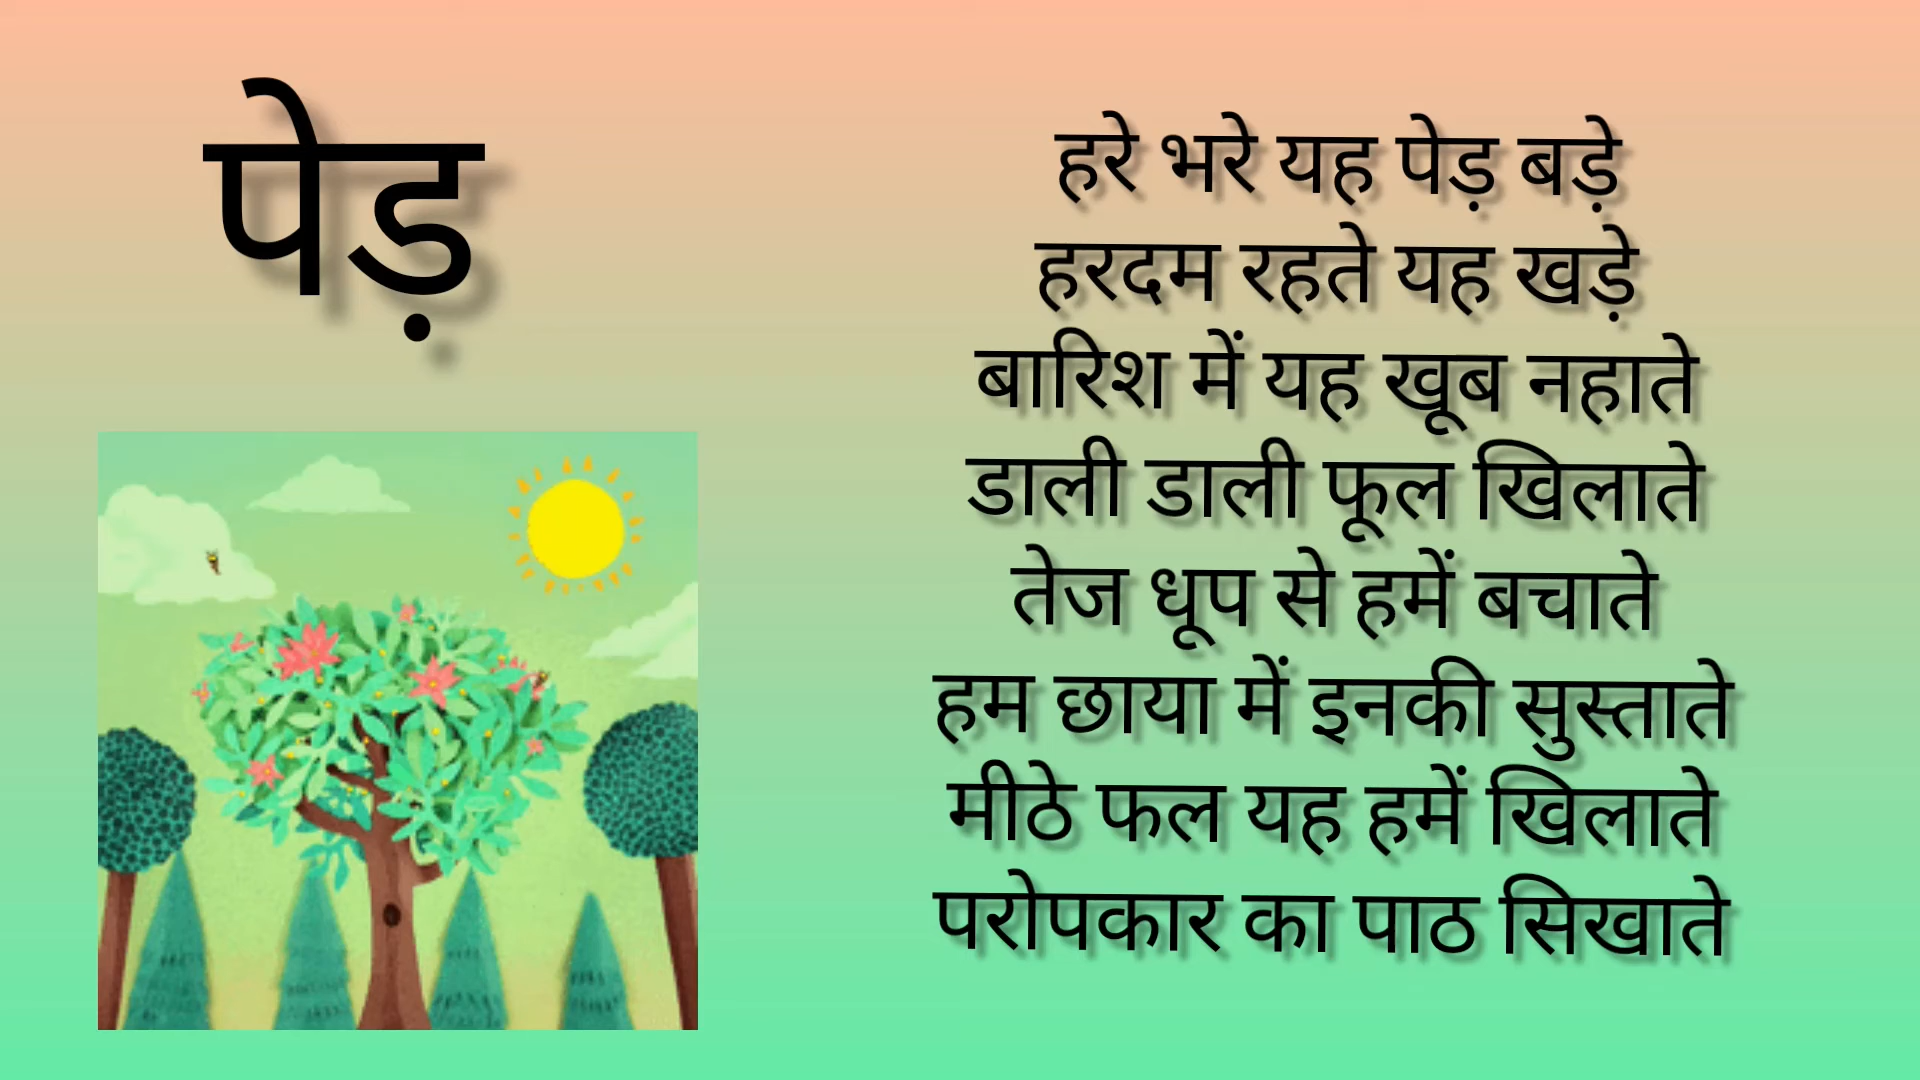 पेड़
हरे भरे यह पेड़ बड़े
हरदम रहते यह खड़े
बारिश में यह खूब नहाते
डाली डाली फूल खिलाते
तेज धूप से हमें बचाते
हम छाया में इनकी सुस्ताते
मीठे फल यह हमें खिलाते
परोपकार का पाठ सिखाते